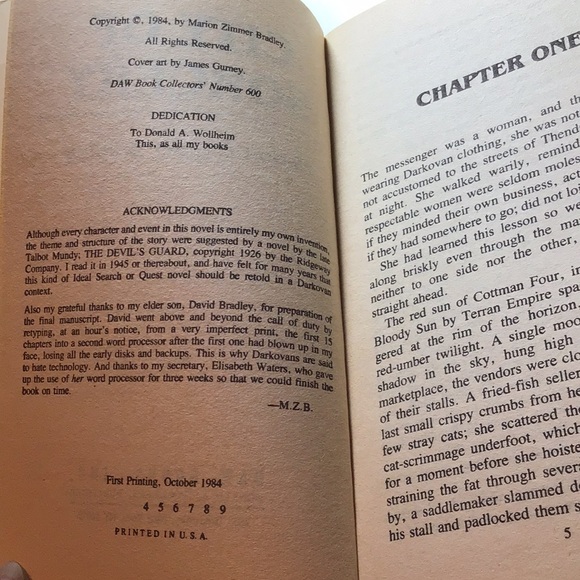 Copyright ©, 1984, by Marion Zimmer Bradley.
All Rights Reserved.
Cover art by James Gurney.
DAW Book Collectors' Number 600
DEDICATION
To Donald A. Wollheim
This, as all my books
ACKNOWLEDGMENTS
Although every character and event in this novel is entirely my own invention,
the theme and structure of the story were suggested by a novel by the late
Talbot Mundy; THE DEVIL'S GUARD, copyright 1926 by the Ridgeway
Company. I read it in 1945 or thereabout, and have felt for many years that
this kind of Ideal Search or Quest novel should be retold in a Darkovan
context.
Also my grateful thanks to my elder son, David Bradley, for preparation of
the final manuscript. David went above and beyond the call of duty by
retyping, at an hour's notice, from a very imperfect print, the first 15
chapters into a second word processor after the first one had blown up in my
face, losing all the early disks and backups. This is why Darkovans are said
to hate technology. And thanks to my secretary, Elisabeth Waters, who gave
up the use of her word processor for three weeks so that we could finish the
book on time.
—M.Z.B.
First Printing, October 1984
4 5 6 7 8 9
PRINTED IN U.S.A.
CHAPTER ONE
The messenger was a woman, and th
wearing Darkovan clothing, she was not
not accustomed to the streets of Thend
at night. She walked warily, remind
respectable women were seldom moles
if they minded their own business, act
if they had somewhere to go; did not lo
She had learned this lesson so we
along briskly even through the ma
neither to one side nor the other,
straight ahead.
The red sun of Cottman Four, in
Bloody Sun by Terran Empire spa
gered at the rim of the horizon,
red-umber twilight. A single moo
shadow in the sky, hung high
marketplace, the vendors were clo
of their stalls. A fried-fish seller
last small crispy crumbs from he
few stray cats; she scattered the
cat-scrimmage underfoot, which
for a moment before she hoiste
straining the fat through severa
by, a saddlemaker slammed do
his stall and padlocked them s
5